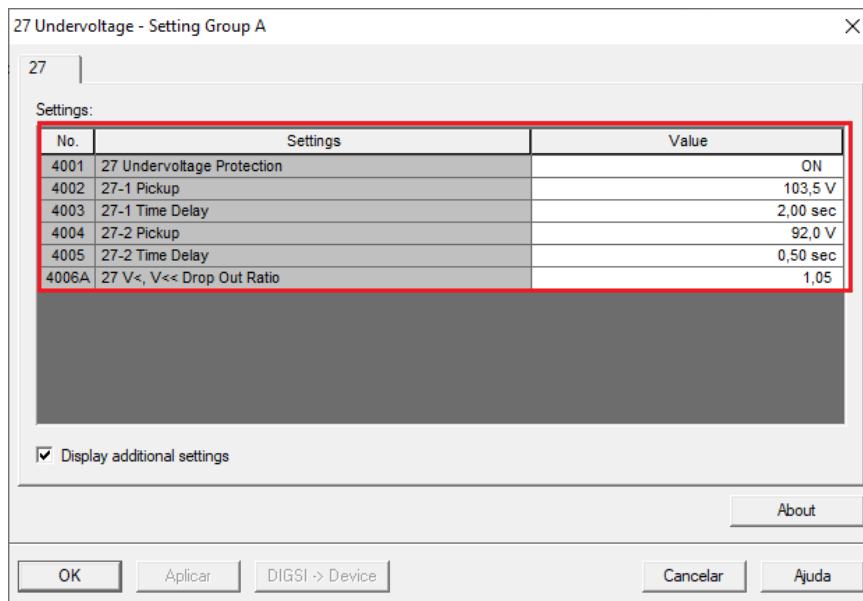 27 Undervoltage - Setting Group A
27
Settings:
No. Settings Value
4001 27 Undervoltage Protection ON
4002 27-1 Pickup 103,5 V
4003 27-1 Time Delay 2,00 sec
4004 27-2 Pickup 92,0 V
4005 27-2 Time Delay 0,50 sec
4006A 27 V<, V<< Drop Out Ratio 1,05
Display additional settings
About
OK Aplicar DIGSI -> Device Cancelar Ajuda